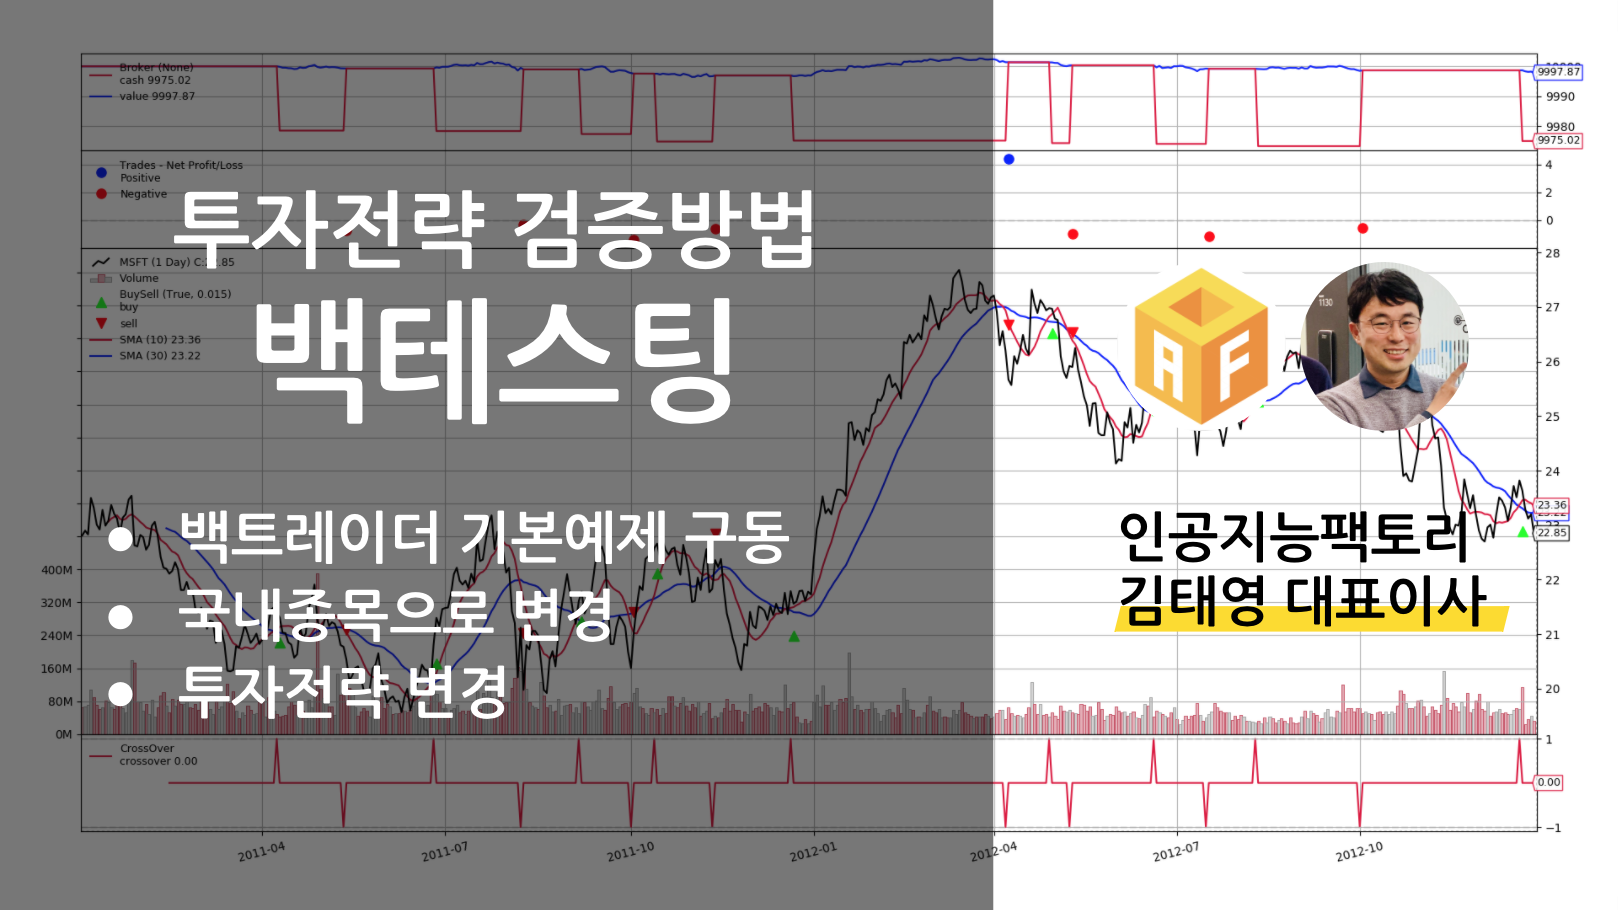 Broker (None)
cash 9975.02
value 9997.87
9997.87
9990
9980
9975.02
Trades - Net Profit/Loss
Positive
Negative
4
2
0
투자전략 검증방법
백테스팅
MSFT (1 Day) C:22.85
Volume
BuySell (True, 0.015)
buy
sell
SMA (10) 23.36
SMA (30) 23.22
28
27
26
25
24
23.36
22.85
22
21
20
AF
1130
● 백트레이더 기본예제 구동
● 국내종목으로 변경
● 투자전략 변경
인공지능팩토리
김태영 대표이사
400M
320M
240M
160M
80M
0M
CrossOver
crossover 0.00
1
0.00
−1
2011-04
2011-07
2011-10
2012-01
2012-04
2012-07
2012-10